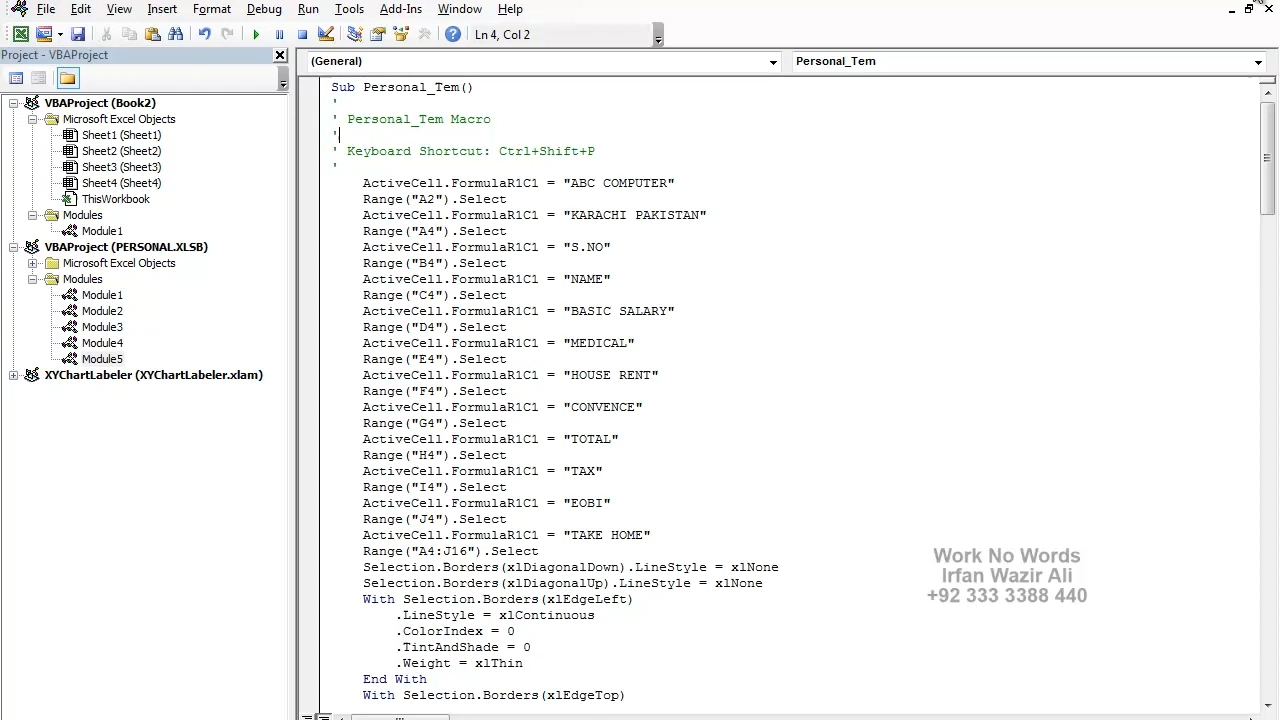 File Edit View Insert Format Debug Run Tools Add-Ins Window Help
Ln 4, Col 2
Project - VBAProject
(General)
Personal_Tem
VBAProject (Book2)
Microsoft Excel Objects
Sheet1 (Sheet1)
Sheet2 (Sheet2)
Sheet3 (Sheet3)
Sheet4 (Sheet4)
ThisWorkbook
Modules
Module1
VBAProject (PERSONAL.XLSB)
Microsoft Excel Objects
Modules
Module1
Module2
Module3
Module4
Module5
XYChartLabeler (XYChartLabeler.xlam)
Sub Personal_Tem()
'
' Personal_Tem Macro
'
' Keyboard Shortcut: Ctrl+Shift+P
'
ActiveCell.FormulaR1C1 = "ABC COMPUTER"
Range("A2").Select
ActiveCell.FormulaR1C1 = "KARACHI PAKISTAN"
Range("A4").Select
ActiveCell.FormulaR1C1 = "S.NO"
Range("B4").Select
ActiveCell.FormulaR1C1 = "NAME"
Range("C4").Select
ActiveCell.FormulaR1C1 = "BASIC SALARY"
Range("D4").Select
ActiveCell.FormulaR1C1 = "MEDICAL"
Range("E4").Select
ActiveCell.FormulaR1C1 = "HOUSE RENT"
Range("F4").Select
ActiveCell.FormulaR1C1 = "CONVENCE"
Range("G4").Select
ActiveCell.FormulaR1C1 = "TOTAL"
Range("H4").Select
ActiveCell.FormulaR1C1 = "TAX"
Range("I4").Select
ActiveCell.FormulaR1C1 = "EOBI"
Range("J4").Select
ActiveCell.FormulaR1C1 = "TAKE HOME"
Range("A4:J16").Select
Selection.Borders(xlDiagonalDown).LineStyle = xlNone
Selection.Borders(xlDiagonalUp).LineStyle = xlNone
With Selection.Borders(xlEdgeLeft)
.LineStyle = xlContinuous
.ColorIndex = 0
.TintAndShade = 0
.Weight = xlThin
End With
With Selection.Borders(xlEdgeTop)
Work No Words
Irfan Wazir Ali
+92 333 3388 440